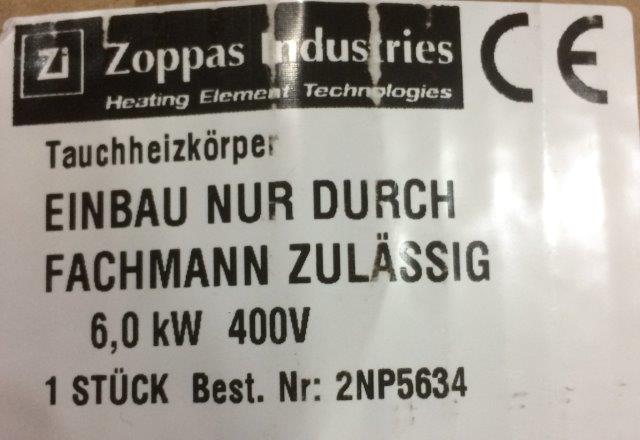 Zi Zoppas Industries CE
Heating Element Technologies
Tauchheizkörper
EINBAU NUR DURCH
FACHMANN ZULÄSSIG
6,0 kW 400V
1 STÜCK Best. Nr: 2NP5634